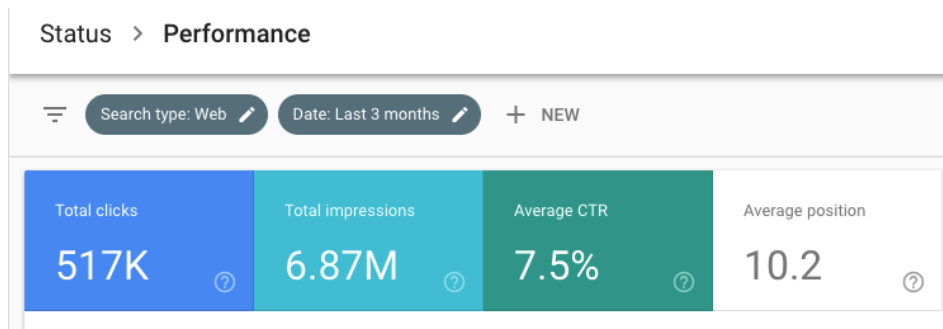 Status > Performance
Search type: Web Date: Last 3 months + NEW
Total clicks Total impressions Average CTR Average position
517K 6.87M 7.5% 10.2